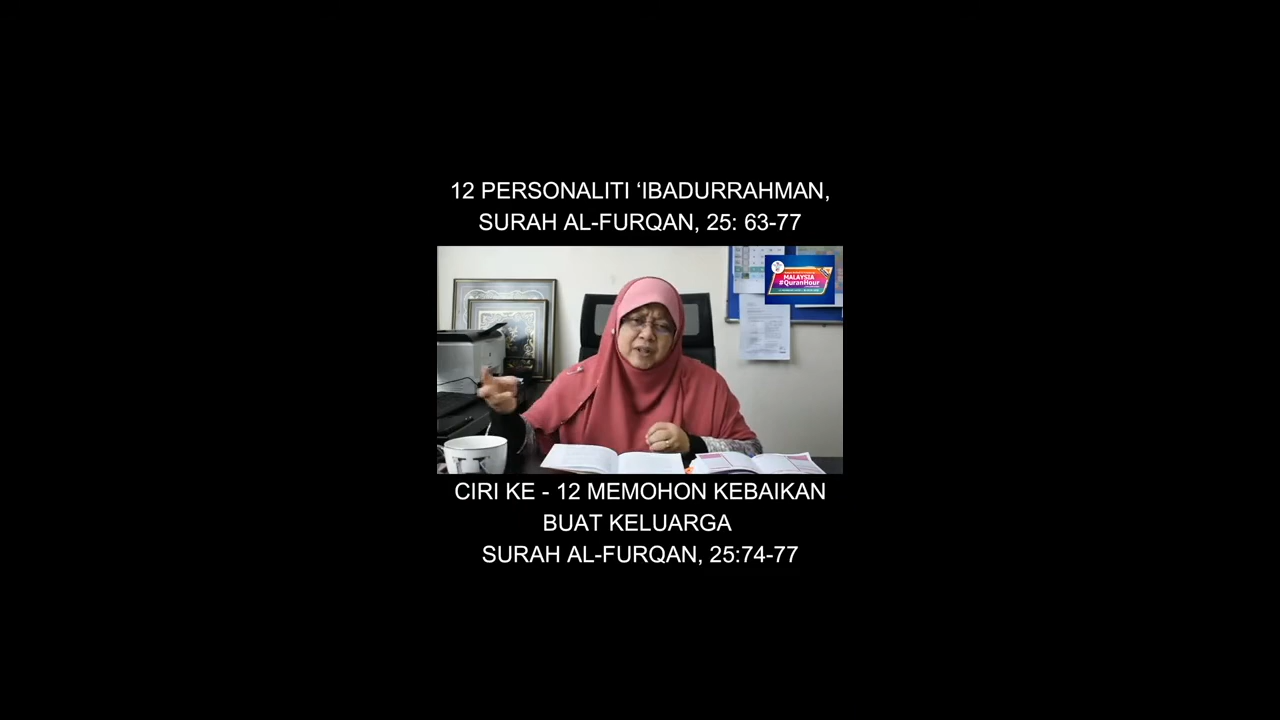 12 PERSONALITI ‘IBADURRAHMAN,
SURAH AL-FURQAN, 25: 63-77
MALAYSIA
#QuranHour
CIRI KE - 12 MEMOHON KEBAIKAN
BUAT KELUARGA
SURAH AL-FURQAN, 25:74-77